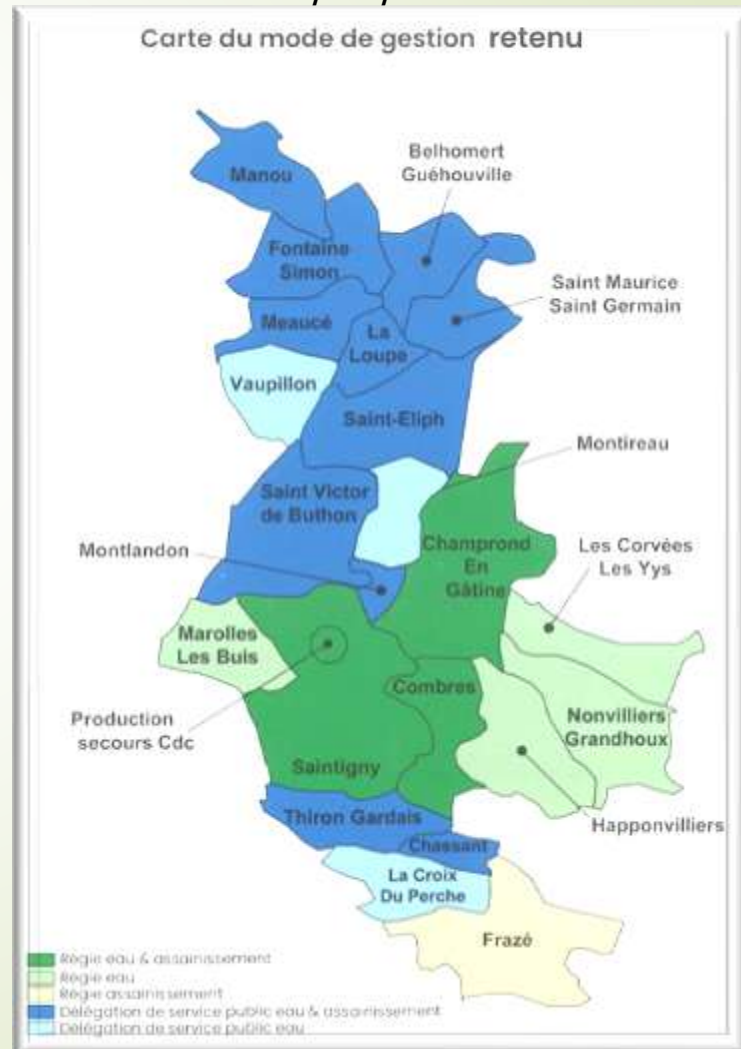 Carte du mode de gestion retenu
Manou
Belhomert
Guéhouville
Fontaine
Simon
Saint Maurice
Saint Germain
Meaucé
La
Loupe
Vaupillon
Saint-Eliph
Montireau
Saint Victor
de Buthon
Champrond
En
Gâtine
Montlandon
Les Corvées
Les Yys
Marolles
Les Buis
Combres
Nonvilliers
Grandhoux
Production
secours Cdc
Saintigny
Happonvilliers
Thiron Gardais
Chassant
La Croix
Du Perche
Frazé
Régie eau & assainissement
Régie eau
Régie assainissement
Délégation de service public eau & assainissement
Délégation de service public eau